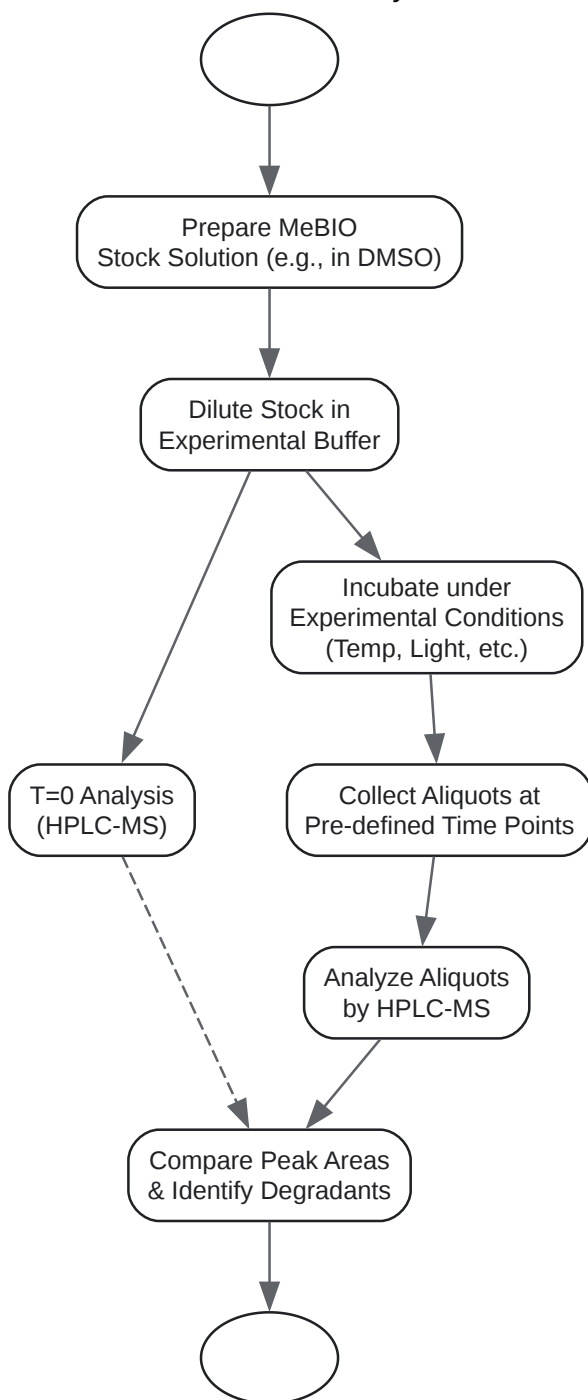 Prepare MeBIO
Stock Solution (e.g., in DMSO)
Dilute Stock in
Experimental Buffer
Incubate under
Experimental Conditions
(Temp, Light, etc.)
T=0 Analysis
(HPLC-MS)
Collect Aliquots at
Pre-defined Time Points
Analyze Aliquots
by HPLC-MS
Compare Peak Areas
& Identify Degradants